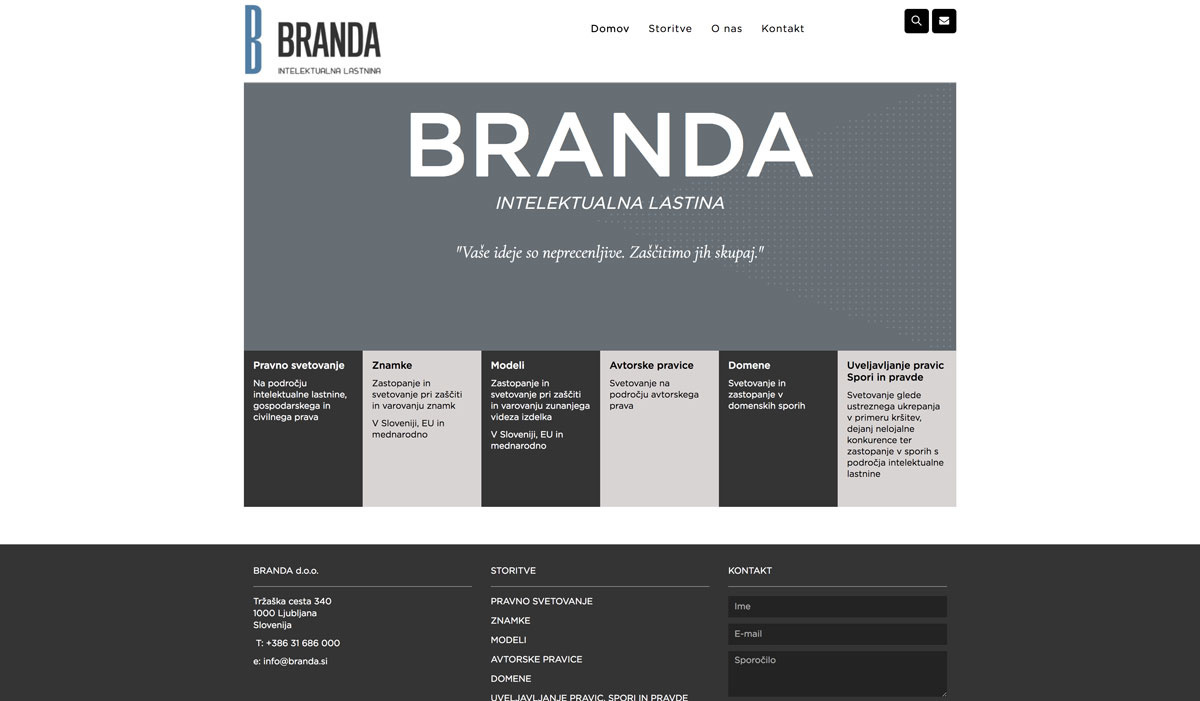 B BRANDA
INTELEKTUALNA LASTNINA
Domov Storitve O nas Kontakt
BRANDA
INTELEKTUALNA LASTINA
"Vaše ideje so neprecenljive. Zaščitimo jih skupaj."
Pravno svetovanje
Na področju
intelektualne lastnine,
gospodarskega in
civilnega prava
Znamke
Zastopanje in
svetovanje pri zaščiti
in varovanju znamk
V Sloveniji, EU in
mednarodno
Modeli
Zastopanje in
svetovanje pri zaščiti
in varovanju zunanjega
videza izdelka
V Sloveniji, EU in
mednarodno
Avtorske pravice
Svetovanje na
področju avtorskega
prava
Domene
Svetovanje in
zastopanje v
domenskih sporih
Uveljavljanje pravic
Spori in pravde
Svetovanje glede
ustreznega ukrepanja
v primeru kršitev,
dejanj nelojalne
konkurence ter
zastopanje v sporih s
področja intelektualne
lastnine
BRANDA d.o.o.
Tržaška cesta 340
1000 Ljubljana
Slovenija
T: +386 31 686 000
e: info@branda.si
STORITVE
PRAVNO SVETOVANJE
ZNAMKE
MODELI
AVTORSKE PRAVICE
DOMENE
UVELJAVLJANJE PRAVIC, SPORI IN PRAVDE
KONTAKT
Ime
E-mail
Sporočilo